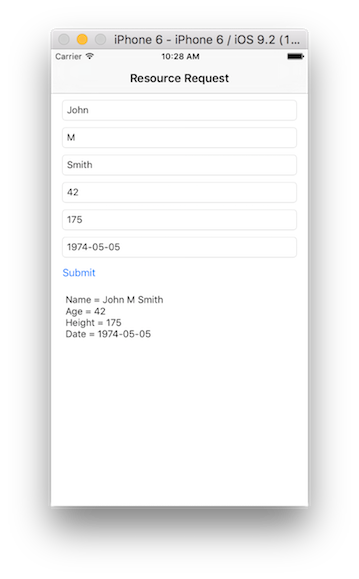 iPhone 6 - iPhone 6 / iOS 9.2 (1...
Carrier 10:28 AM
Resource Request
John
M
Smith
42
175
1974-05-05
Submit
Name = John M Smith
Age = 42
Height = 175
Date = 1974-05-05